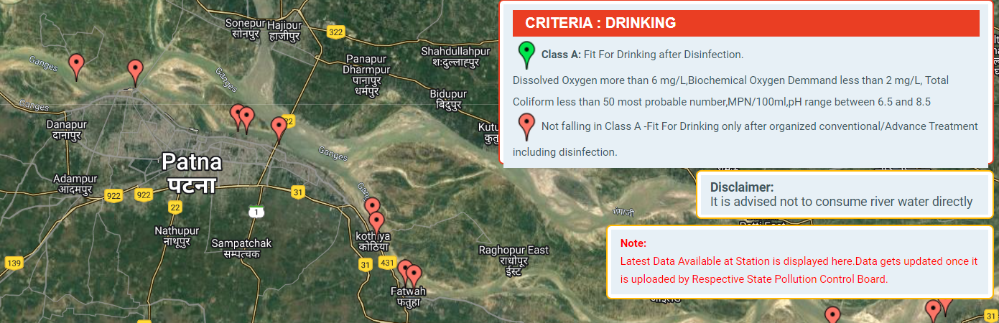 Sonepur
सोनपुर
Hajipur
हाजीपुर
322
Shahdullahpur
शःदुल्लाह्पुर
Panapur
Dharmpur
पानापुर
धर्मपुर
Bidupur
बिदुपुर
Ganges
Ganges
Ganges
Danapur
दानापुर
22
Kutu
कुतु
Ganges
Patna
पटना
Adampur
आदमपुर
922
922
22
31
1
Nathupur
नाथूपुर
Sampatchak
सम्पत्चक
kothiya
कोठिया
139
31
431
Raghopur East
राधोपूर
ईस्ट
Fatwah
फतुहा
गंगाजी
31
CRITERIA : DRINKING
Class A: Fit For Drinking after Disinfection.
Dissolved Oxygen more than 6 mg/L,Biochemical Oxygen Demmand less than 2 mg/L, Total
Coliform less than 50 most probable number,MPN/100ml,pH range between 6.5 and 8.5
Not falling in Class A -Fit For Drinking only after organized conventional/Advance Treatment
including disinfection.
Disclaimer:
It is advised not to consume river water directly
Note:
Latest Data Available at Station is displayed here.Data gets updated once it
is uploaded by Respective State Pollution Control Board.